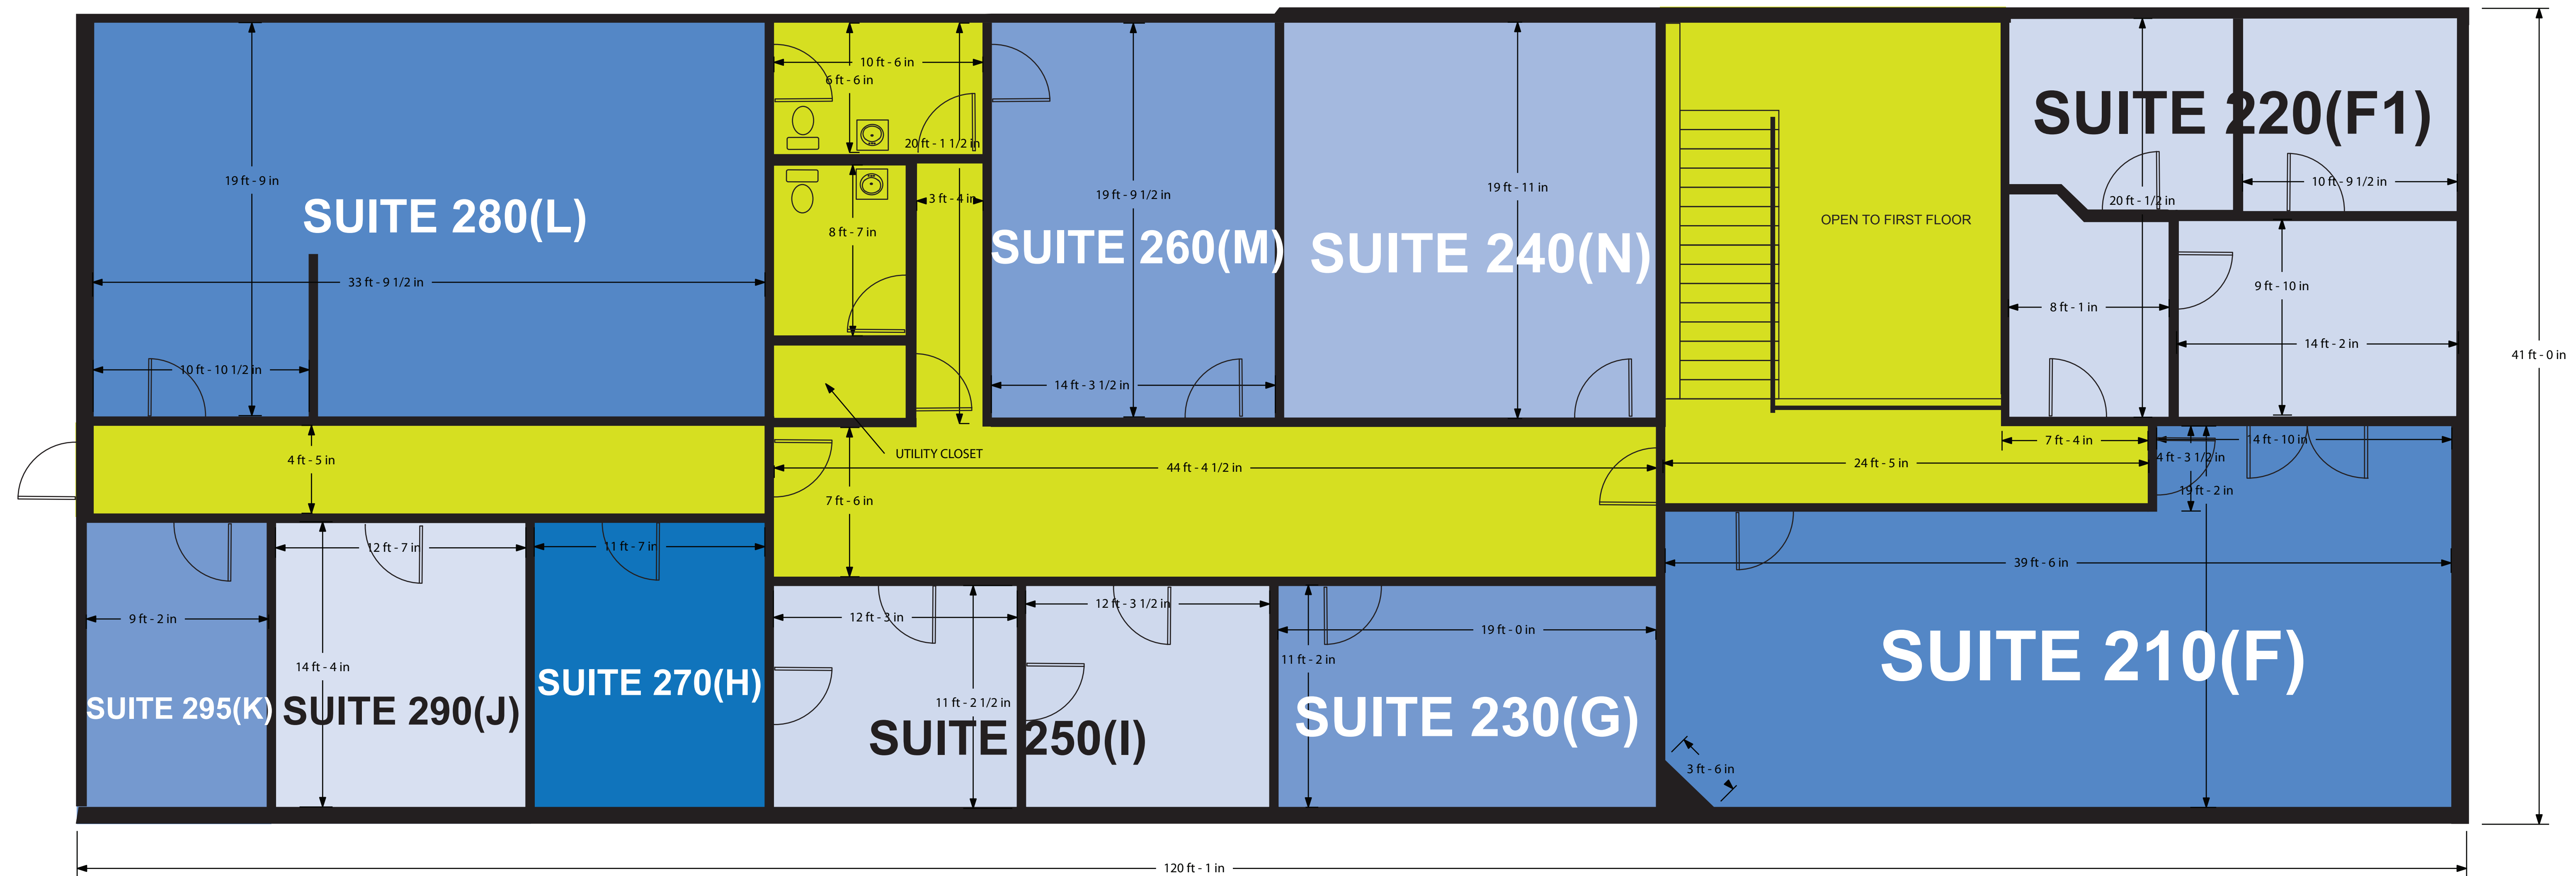 10 ft - 6 in
6 ft - 6 in
20 ft - 1 1/2 in
19 ft - 9 in
SUITE 280(L)
33 ft - 9 1/2 in
10 ft - 10 1/2 in
3 ft - 4 in
8 ft - 7 in
19 ft - 9 1/2 in
SUITE 260(M)
14 ft - 3 1/2 in
19 ft - 11 in
SUITE 240(N)
OPEN TO FIRST FLOOR
SUITE 220(F1)
10 ft - 9 1/2 in
20 ft - 1/2 in
9 ft - 10 in
8 ft - 1 in
14 ft - 2 in
41 ft - 0 in
4 ft - 5 in
UTILITY CLOSET
44 ft - 4 1/2 in
7 ft - 6 in
24 ft - 5 in
7 ft - 4 in
14 ft - 10 in
4 ft - 3 1/2 in
19 ft - 2 in
12 ft - 7 in
11 ft - 7 in
9 ft - 2 in
14 ft - 4 in
SUITE 295(K)
SUITE 290(J)
SUITE 270(H)
12 ft - 3 in
12 ft - 3 1/2 in
11 ft - 2 1/2 in
SUITE 250(I)
19 ft - 0 in
11 ft - 2 in
SUITE 230(G)
39 ft - 6 in
SUITE 210(F)
3 ft - 6 in
120 ft - 1 in